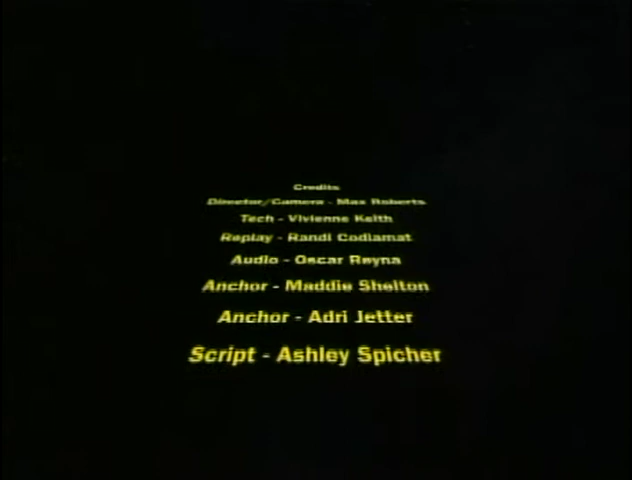 Credits
Director/Camera - Max Roberts
Tech - Vivienne Keith
Replay - Randi Codlamat
Audio - Oscar Reyna
Anchor - Maddie Shelton
Anchor - Adri Jetter
Script - Ashley Spicher